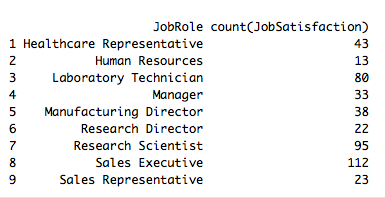 JobRole count(JobSatisfaction)
1 Healthcare Representative 43
2 Human Resources 13
3 Laboratory Technician 80
4 Manager 33
5 Manufacturing Director 38
6 Research Director 22
7 Research Scientist 95
8 Sales Executive 112
9 Sales Representative 23